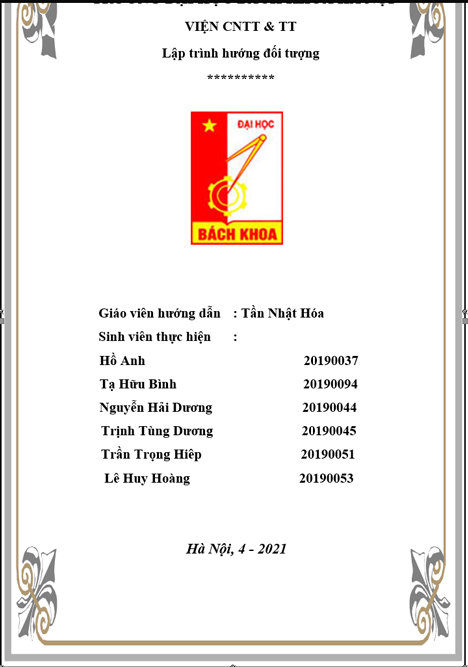 VIỆN CNTT & TT
Lập trình hướng đối tượng
**********
ĐẠI HỌC
BÁCH KHOA
Giáo viên hướng dẫn : Tần Nhật Hóa
Sinh viên thực hiện :
Hồ Anh 20190037
Tạ Hữu Bình 20190094
Nguyễn Hải Dương 20190044
Trịnh Tùng Dương 20190045
Trần Trọng Hiêp 20190051
Lê Huy Hoàng 20190053
Hà Nội, 4 - 2021